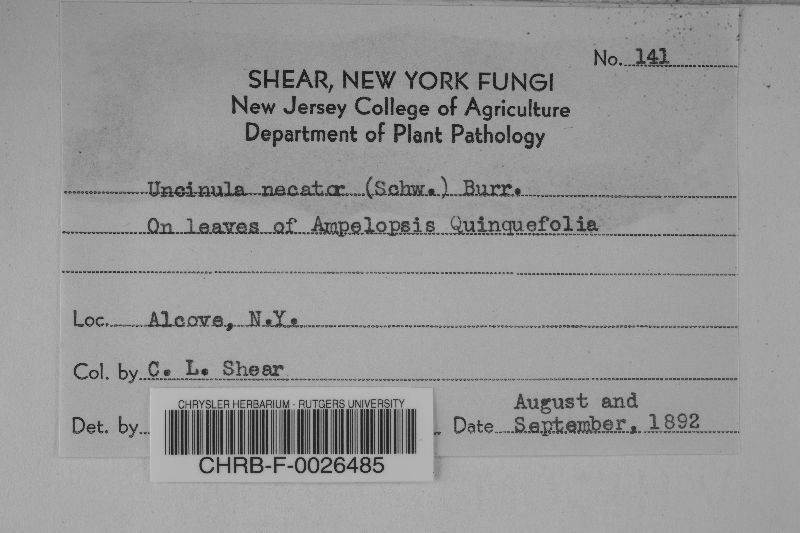 No. 141
SHEAR, NEW YORK FUNGI
New Jersey College of Agriculture
Department of Plant Pathology
Uncinula necator (Schw.) Burr.
On leaves of Ampelopsis Quinquefolia
Loc. Alcove, N.Y.
Col. by C. L. Shear
Det. by
Date August and
September, 1892
CHRYSLER HERBARIUM - RUTGERS UNIVERSITY
CHRB-F-0026485